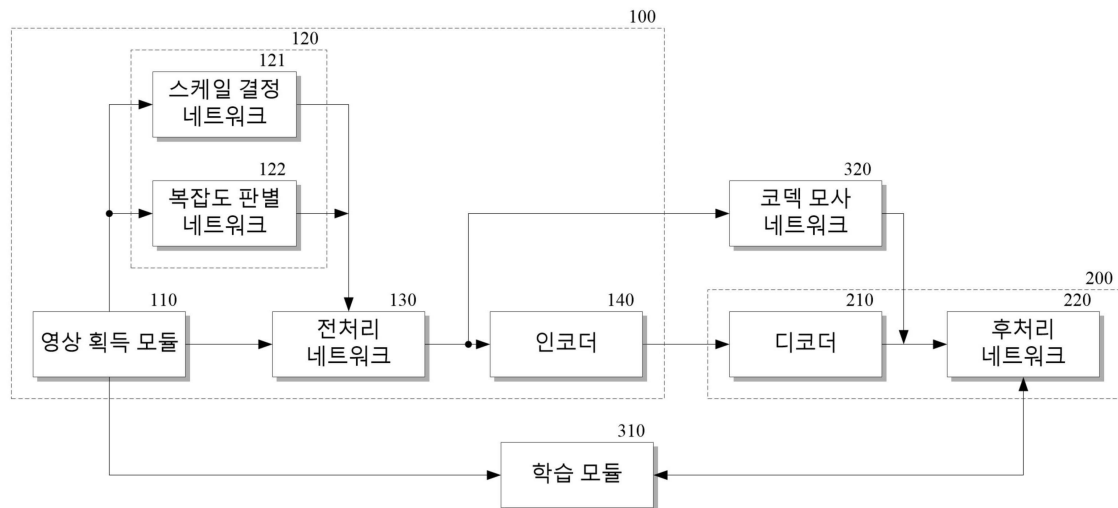 100
120
121
스케일 결정
네트워크
122
복잡도 판별
네트워크
320
코덱 모사
네트워크
200
110
영상 획득 모듈
130
전처리
네트워크
140
인코더
210
디코더
220
후처리
네트워크
310
학습 모듈